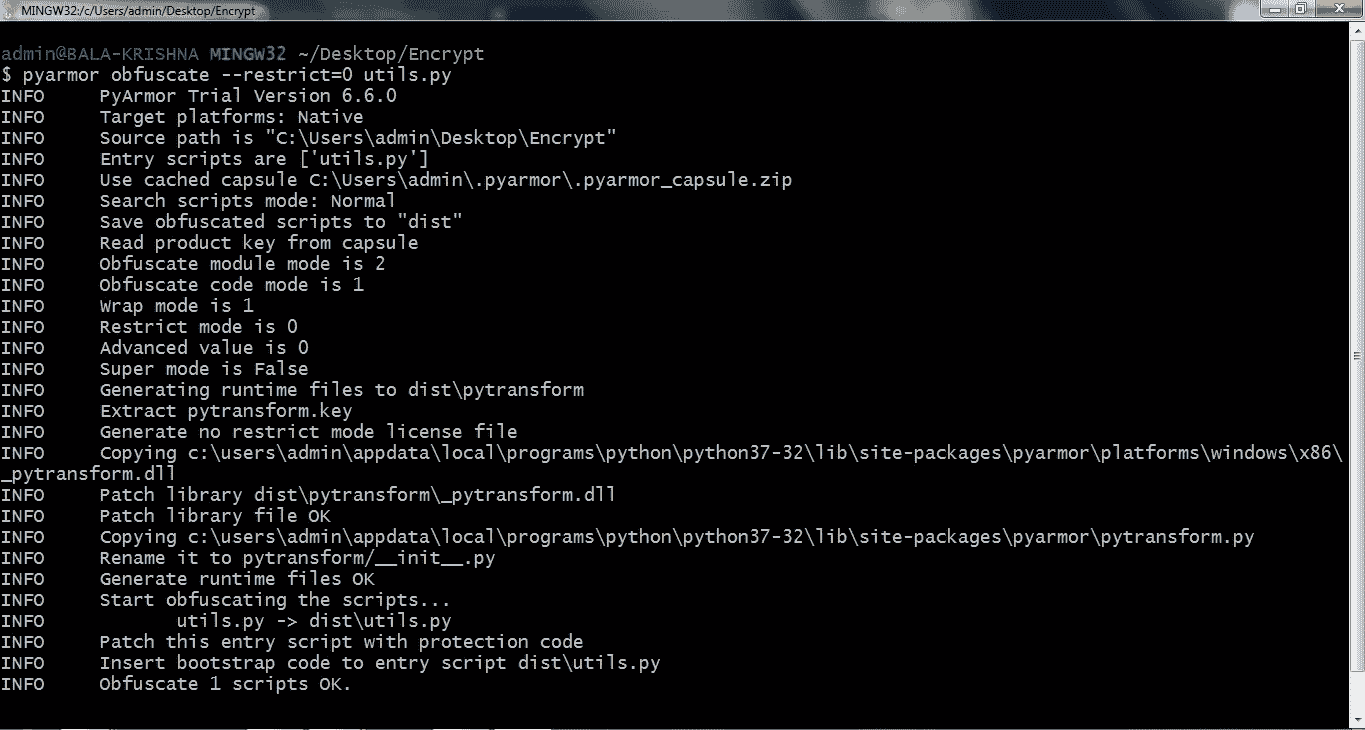 MINGW32:/c/Users/admin/Desktop/Encrypt
admin@BALA-KRISHNA MINGW32 ~/Desktop/Encrypt
$ pyarmor obfuscate --restrict=0 utils.py
INFO     PyArmor Trial Version 6.6.0
INFO     Target platforms: Native
INFO     Source path is "C:\Users\admin\Desktop\Encrypt"
INFO     Entry scripts are ['utils.py']
INFO     Use cached capsule C:\Users\admin\.pyarmor\.pyarmor_capsule.zip
INFO     Search scripts mode: Normal
INFO     Save obfuscated scripts to "dist"
INFO     Read product key from capsule
INFO     Obfuscate module mode is 2
INFO     Obfuscate code mode is 1
INFO     Wrap mode is 1
INFO     Restrict mode is 0
INFO     Advanced value is 0
INFO     Super mode is False
INFO     Generating runtime files to dist\pytransform
INFO     Extract pytransform.key
INFO     Generate no restrict mode license file
INFO     Copying c:\users\admin\appdata\local\programs\python\python37-32\lib\site-packages\pyarmor\platforms\windows\x86\
_pytransform.dll
INFO     Patch library dist\pytransform\_pytransform.dll
INFO     Patch library file OK
INFO     Copying c:\users\admin\appdata\local\programs\python\python37-32\lib\site-packages\pyarmor\pytransform.py
INFO     Rename it to pytransform/__init__.py
INFO     Generate runtime files OK
INFO     Start obfuscating the scripts...
INFO            utils.py -> dist\utils.py
INFO     Patch this entry script with protection code
INFO     Insert bootstrap code to entry script dist\utils.py
INFO     Obfuscate 1 scripts OK.